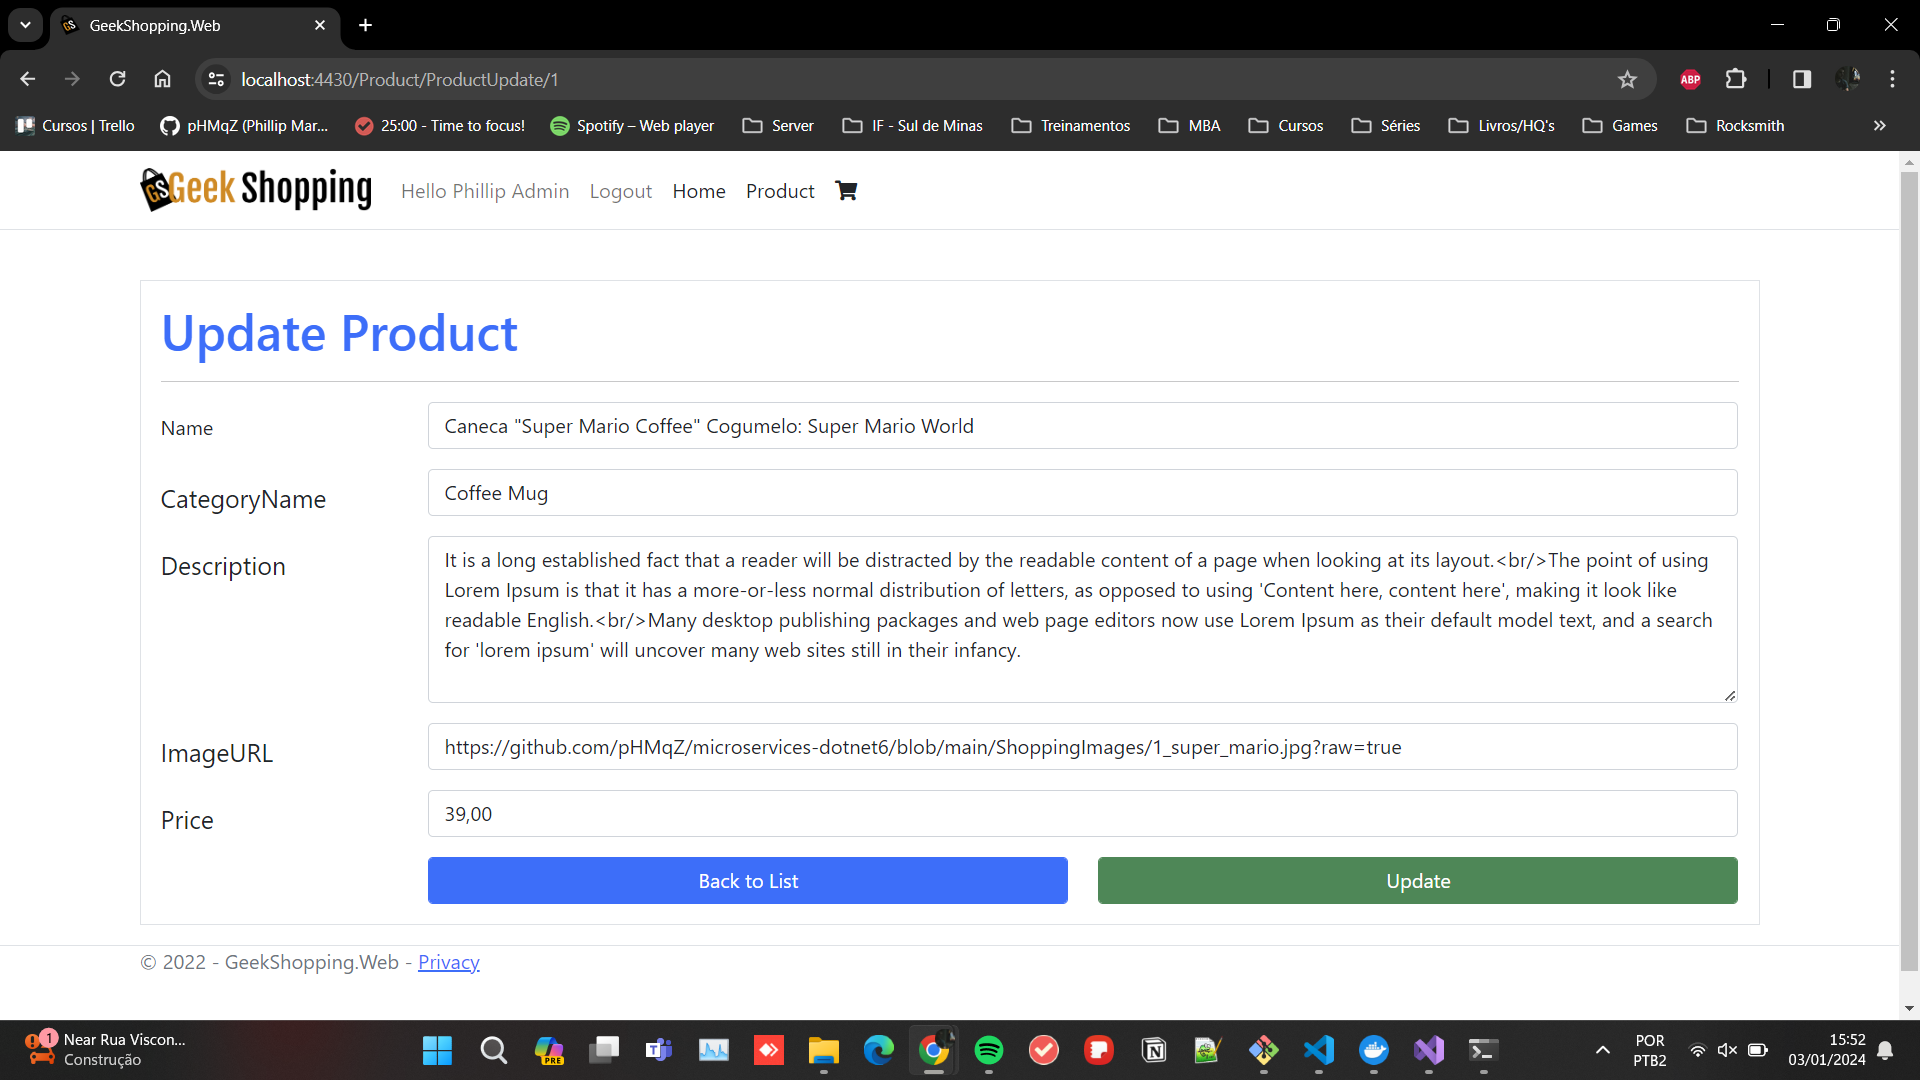 GeekShopping.Web
localhost:4430/Product/ProductUpdate/1
ABP
Cursos | Trello
pHMqZ (Phillip Mar...
25:00 - Time to focus!
Spotify – Web player
Server
IF - Sul de Minas
Treinamentos
MBA
Cursos
Séries
Livros/HQ's
Games
Rocksmith
GS Geek Shopping
Hello Phillip Admin
Logout
Home
Product
Update Product
Name
Caneca "Super Mario Coffee" Cogumelo: Super Mario World
CategoryName
Coffee Mug
Description
It is a long established fact that a reader will be distracted by the readable content of a page when looking at its layout.<br/>The point of using
Lorem Ipsum is that it has a more-or-less normal distribution of letters, as opposed to using 'Content here, content here', making it look like
readable English.<br/>Many desktop publishing packages and web page editors now use Lorem Ipsum as their default model text, and a search
for 'lorem ipsum' will uncover many web sites still in their infancy.
ImageURL
https://github.com/pHMqZ/microservices-dotnet6/blob/main/ShoppingImages/1_super_mario.jpg?raw=true
Price
39,00
Back to List
Update
© 2022 - GeekShopping.Web - Privacy
1
Near Rua Viscon...
Construção
PRE
POR
PTB2
15:52
03/01/2024